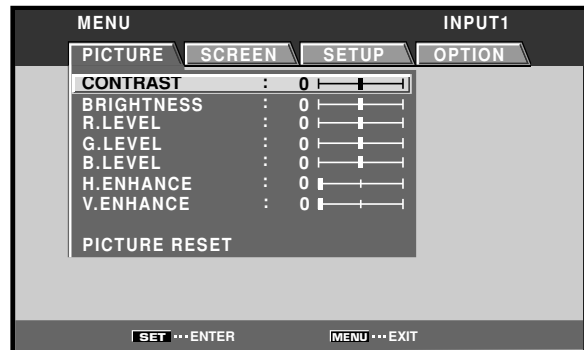 MENU INPUT1
PICTURE SCREEN SETUP OPTION
CONTRAST : 0
BRIGHTNESS : 0
R.LEVEL : 0
G.LEVEL : 0
B.LEVEL : 0
H.ENHANCE : 0
V.ENHANCE : 0
PICTURE RESET
SET ···ENTER MENU ···EXIT